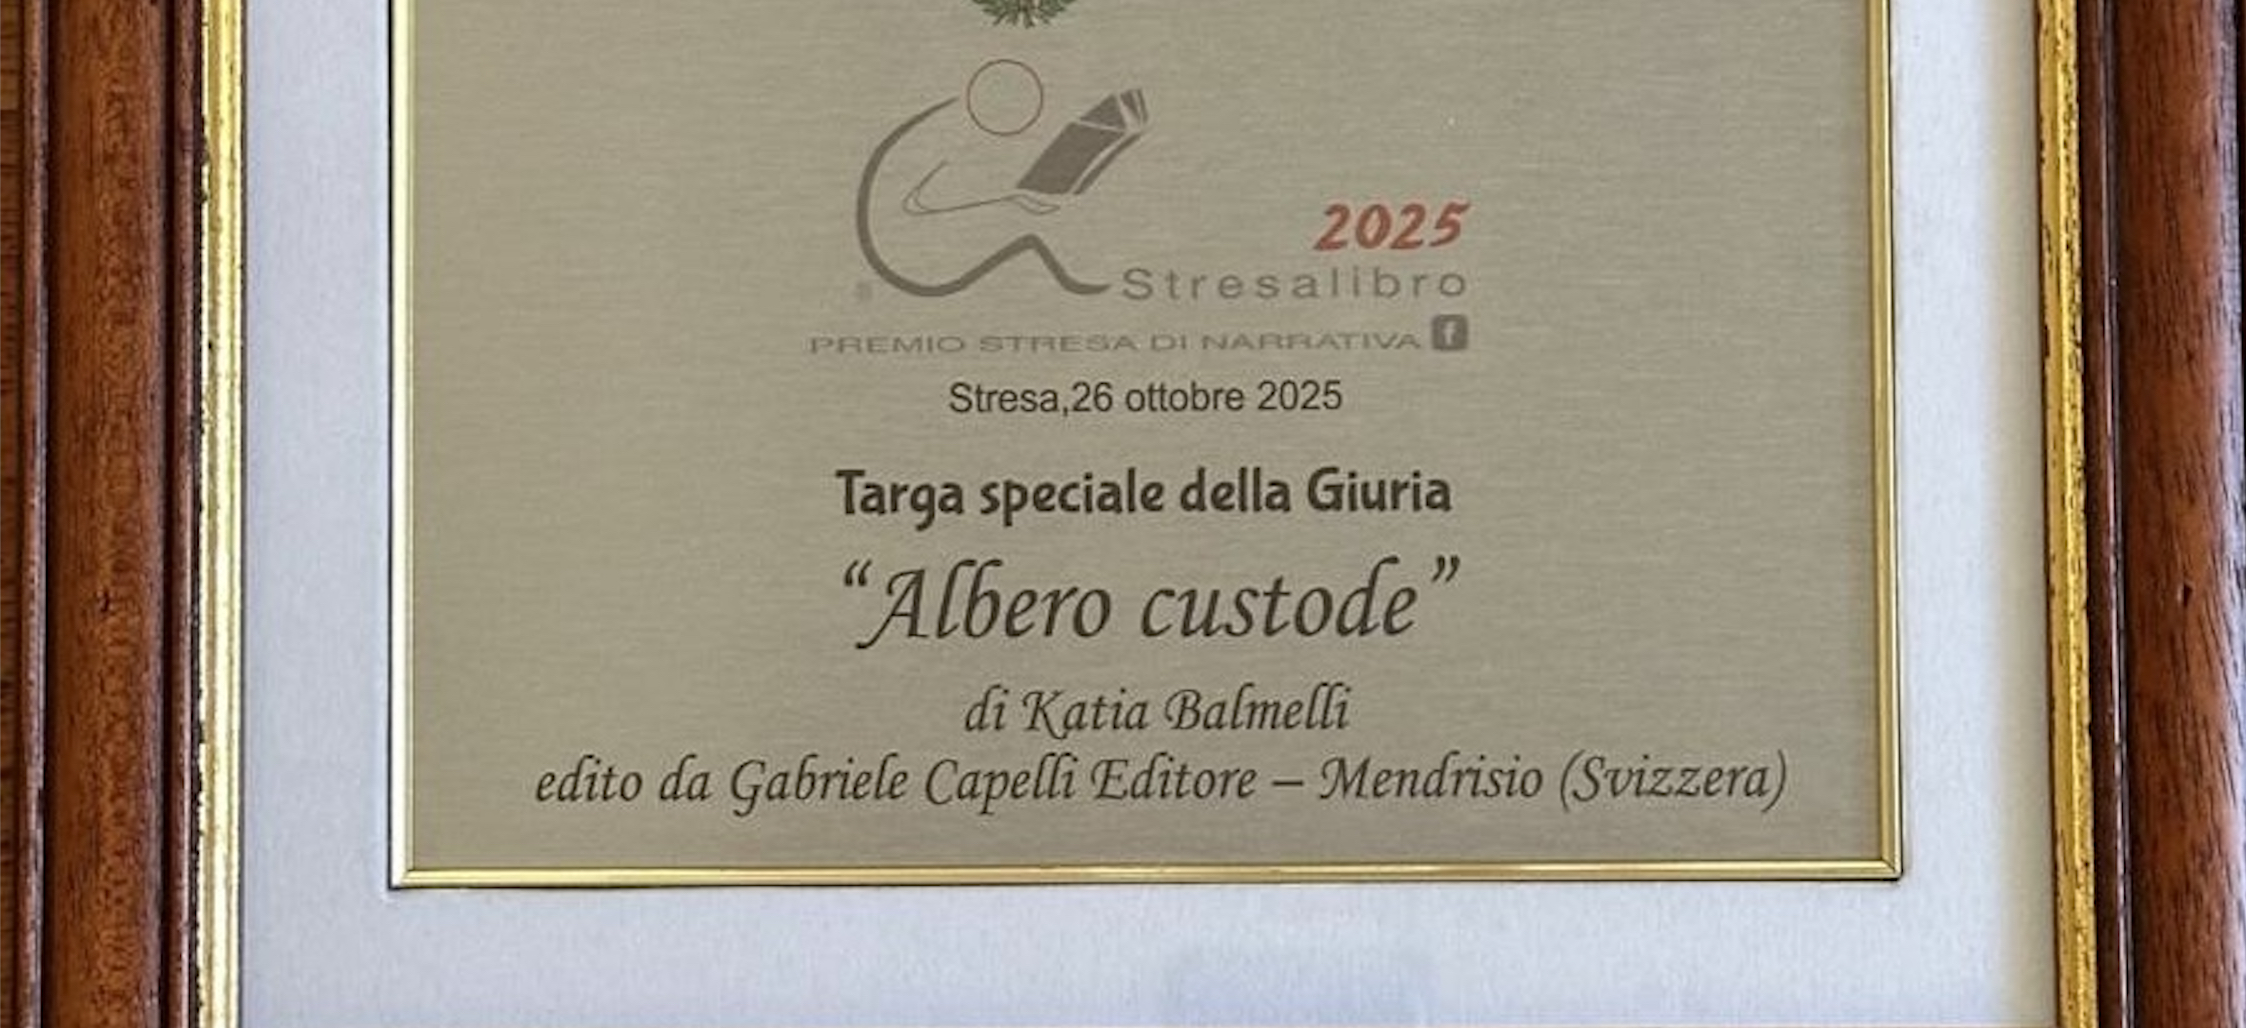 2025
Stresalibro
PREMIO STRESA DI NARRATIVA f
Stresa,26 ottobre 2025
Targa speciale della Giuria
“Albero custode”
di Katia Balmelli
edito da Gabriele Capelli Editore – Mendrisio (Svizzera)